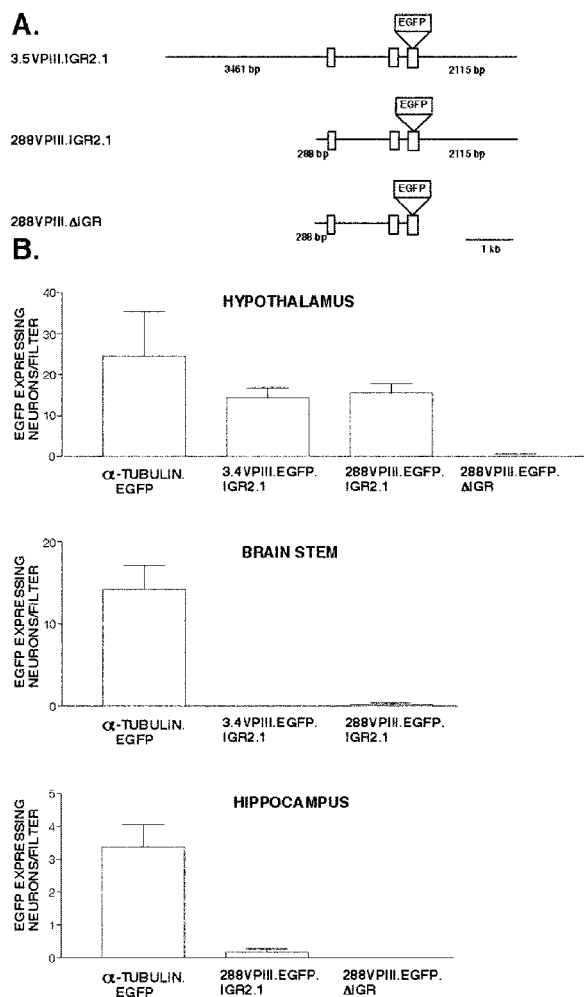 A.
EGFP
3.5VPIII.IGR2.1
3461 bp
2115 bp
EGFP
288VPIII.IGR2.1
288 bp
2115 bp
EGFP
288VPIII.ΔIGR
288 bp
1 kb
B.
HYPOTHALAMUS
EGFP EXPRESSING
NEURONS/FILTER
40
30
20
10
0
α-TUBULIN.
EGFP
3.4VPIII.EGFP.
IGR2.1
288VPIII.EGFP.
IGR2.1
288VPIII.EGFP.
ΔIGR
BRAIN STEM
EGFP EXPRESSING
NEURONS/FILTER
20
10
0
α-TUBULIN.
EGFP
3.4VPIII.EGFP.
IGR2.1
288VPIII.EGFP.
IGR2.1
HIPPOCAMPUS
EGFP EXPRESSING
NEURONS/FILTER
5
4
3
2
1
0
α-TUBULIN.
EGFP
288VPIII.EGFP.
IGR2.1
288VPIII.EGFP.
ΔIGR